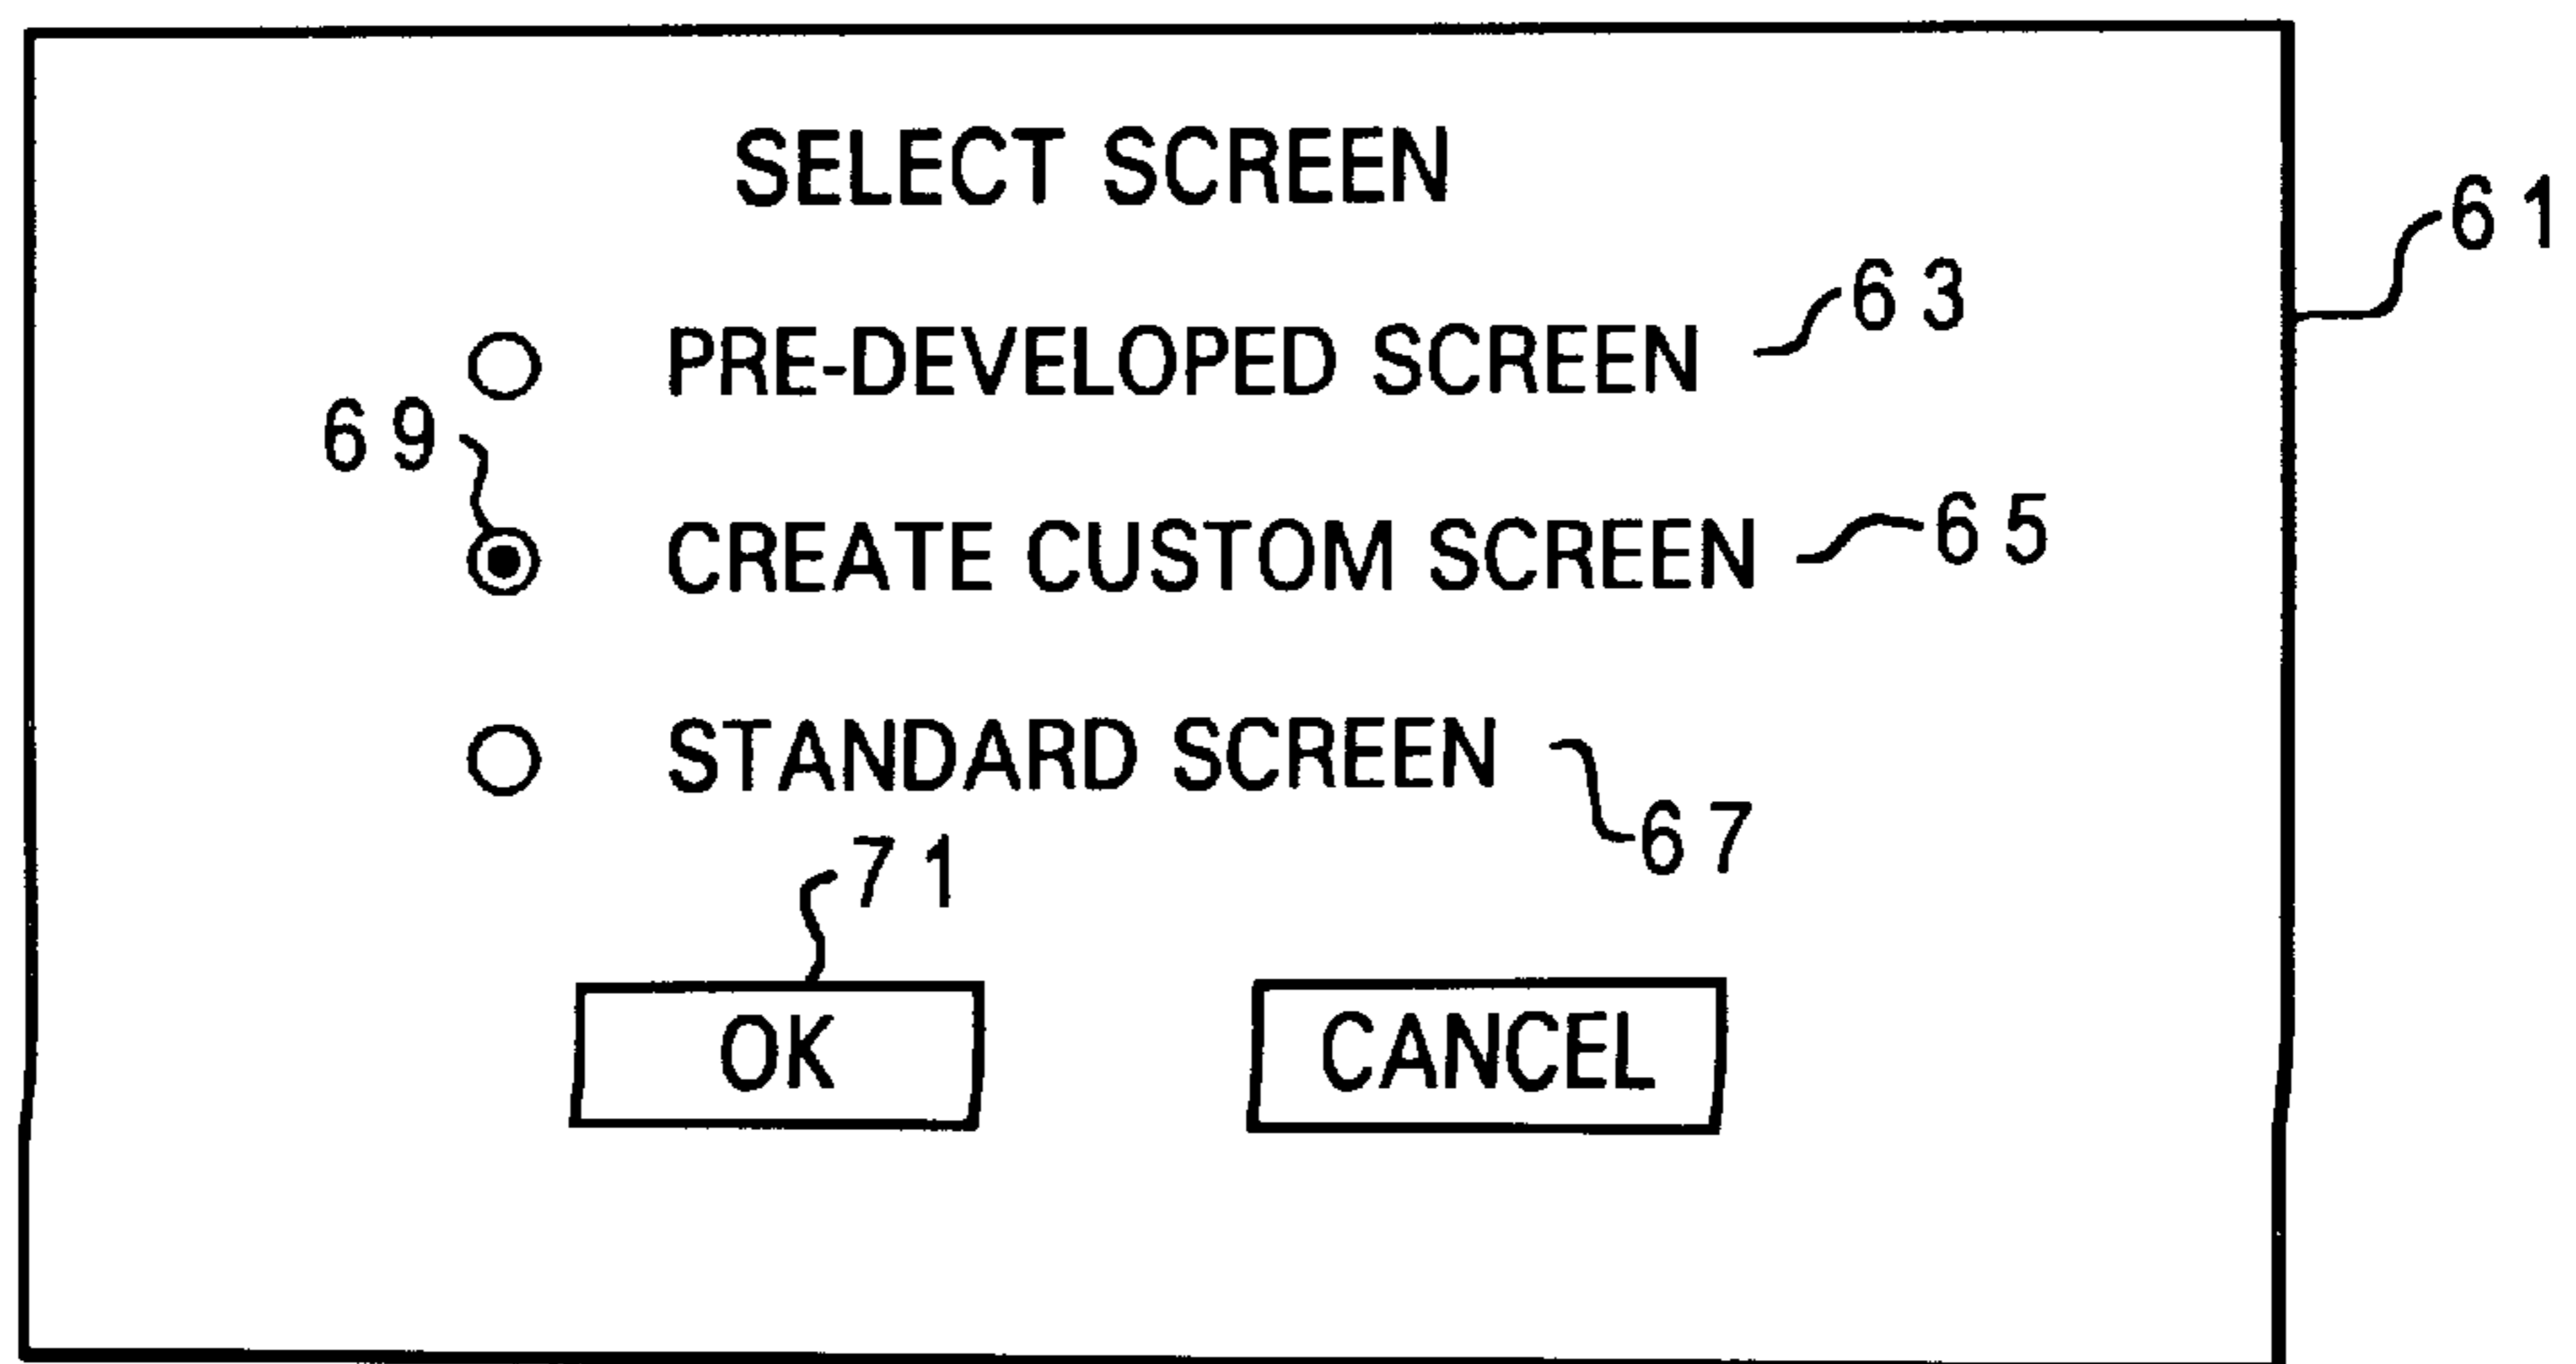 SELECT SCREEN
61
PRE-DEVELOPED SCREEN 63
69
CREATE CUSTOM SCREEN 65
STANDARD SCREEN
67
71
OK CANCEL